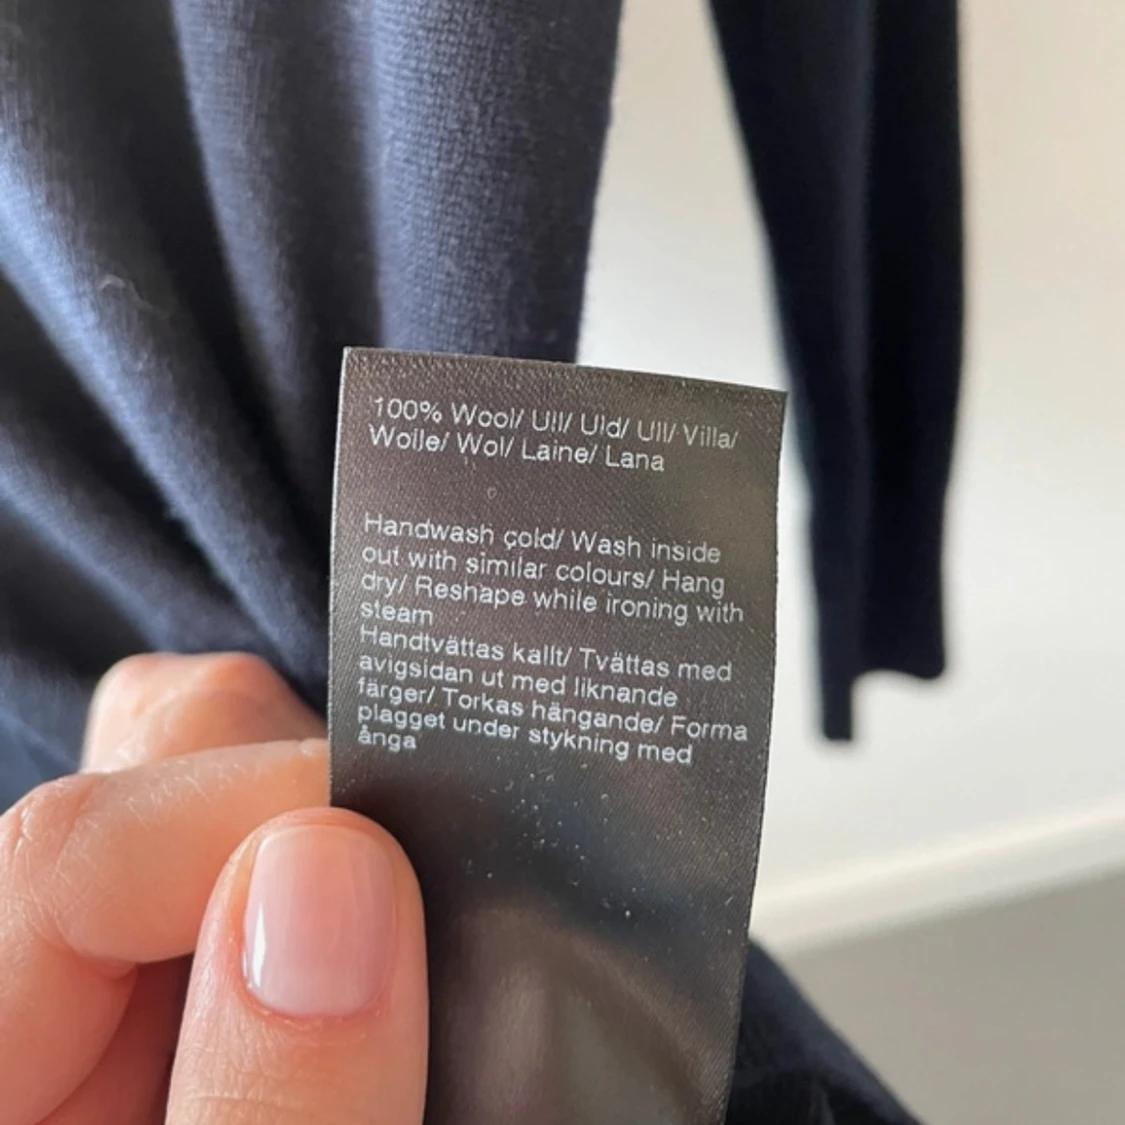 100% Wool/ Ull/ Uld/ Ull/ Villa/
Wolle/ Wol/ Laine/ Lana
Handwash cold/ Wash inside
out with similar colours/ Hang
dry/ Reshape while ironing with
steam
Handtvättas kallt/ Tvättas med
avigsidan ut med liknande
färger/ Torkas hängande/ Forma
plagget under stykning med
ånga